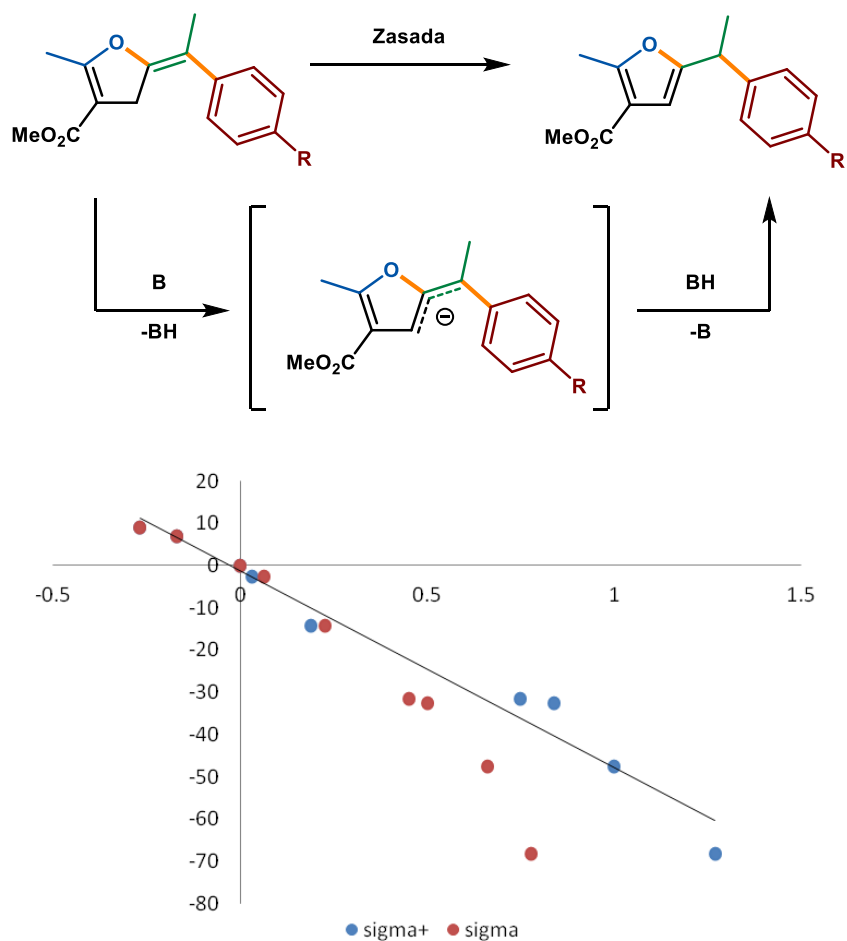 O
MeO2C
R
Zasada
O
MeO2C
R
B
-BH
O
⊖
MeO2C
R
BH
-B
20
10
0
-10
-20
-30
-40
-50
-60
-70
-80
-0.5 0 0.5 1 1.5
sigma+ sigma